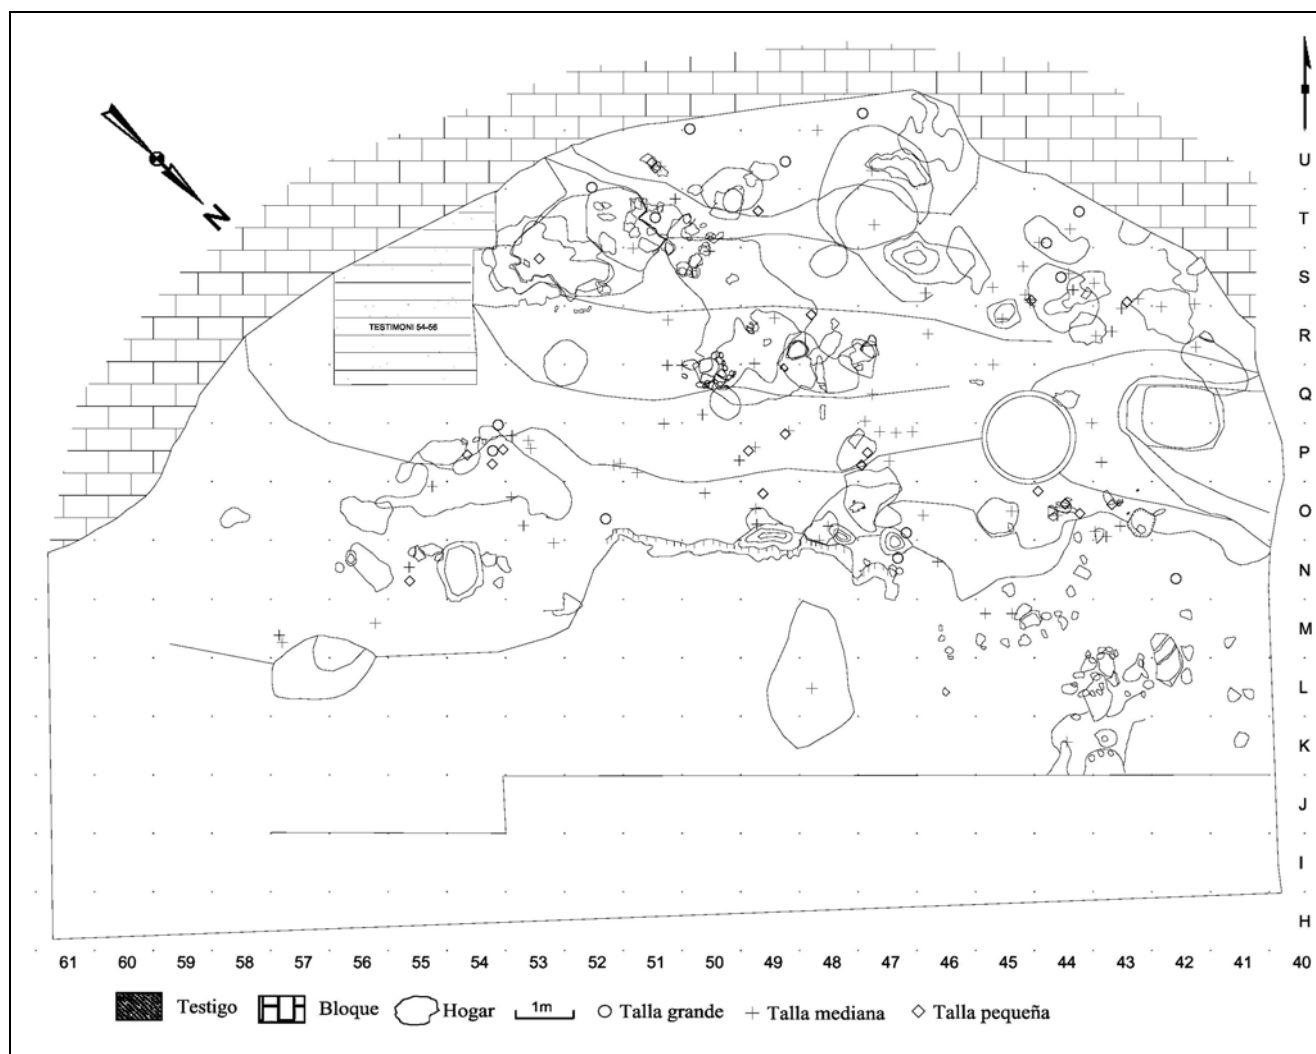 U
T
S
TESTIMONI 54-56
R
Q
P
O
N
M
L
K
J
I
H
N
61 60 59 58 57 56 55 54 53 52 51 50 49 48 47 46 45 44 43 42 41 40
Testigo Bloque Hogar 1m Talla grande Talla mediana Talla pequeña